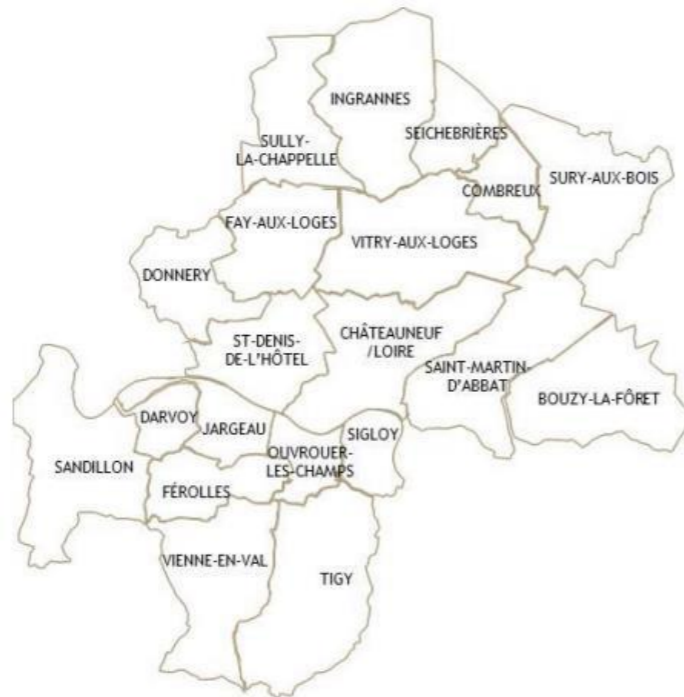 INGRANNES
SEICHEBRIÈRES
SULLY-
LA-CHAPPELLE
SURY-AUX-BOIS
COMBREUX
FAY-AUX-LOGES
VITRY-AUX-LOGES
DONNERY
ST-DENIS-
DE-L'HÔTEL
CHÂTEAUNEUF
/LOIRE
SAINT-MARTIN-
D'ABBAT
BOUZY-LA-FÔRET
DARVOY
JARGEAU
SIGLOY
OUVROUER-
LES-CHAMPS
SANDILLON
FÉROLLES
VIENNE-EN-VAL
TIGY